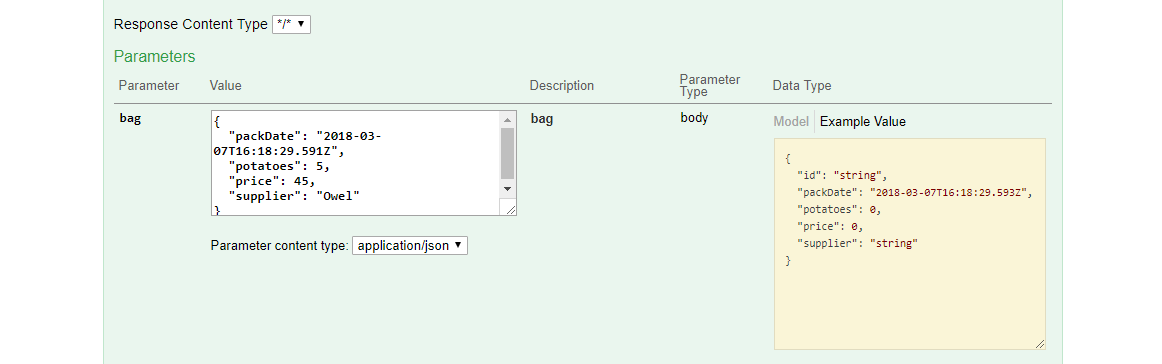 Response Content Type */*
Parameters
Parameter Value Description Parameter Type Data Type
bag
{
"packDate": "2018-03-
07T16:18:29.591Z",
"potatoes": 5,
"price": 45,
"supplier": "Owel"
}
Parameter content type: application/json
bag
body
Model Example Value
{
"id": "string",
"packDate": "2018-03-07T16:18:29.593Z",
"potatoes": 0,
"price": 0,
"supplier": "string"
}